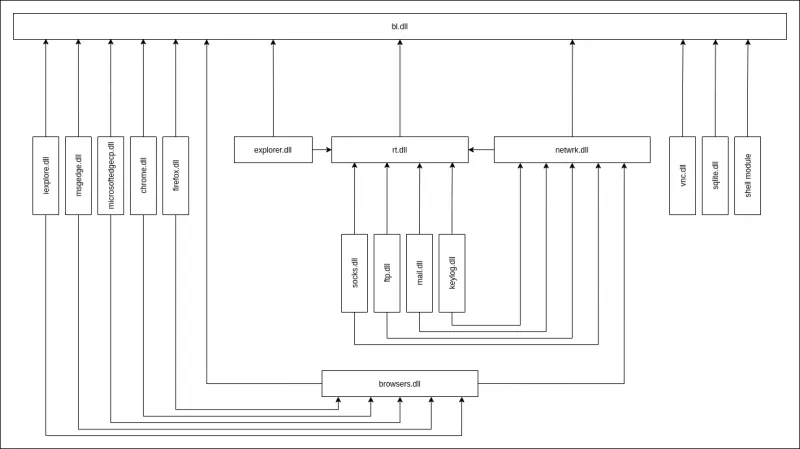 bl.dll
iexplore.dll
msgedge.dll
microsoftedgecp.dll
chrome.dll
firefox.dll
explorer.dll
rt.dll
netwrk.dll
vnc.dll
sqlite.dll
shell module
socks.dll
ftp.dll
mail.dll
keylog.dll
browsers.dll